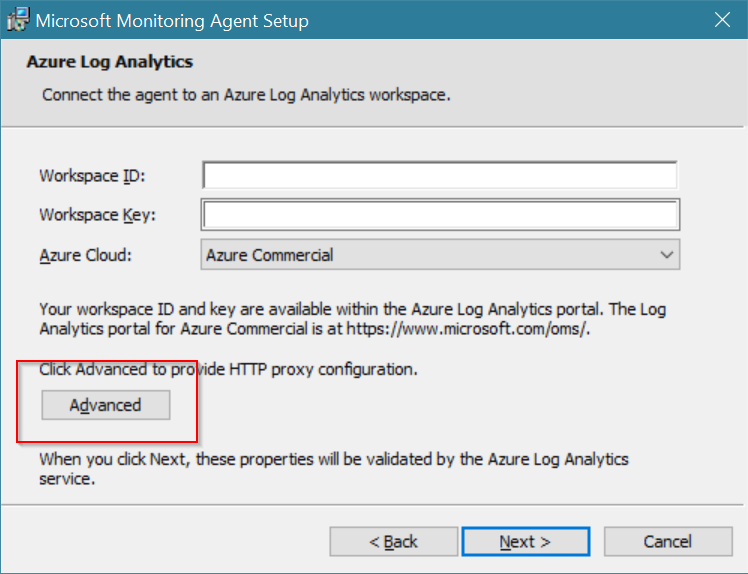 Microsoft Monitoring Agent Setup
Azure Log Analytics
Connect the agent to an Azure Log Analytics workspace.
Workspace ID:
Workspace Key:
Azure Cloud: Azure Commercial
Your workspace ID and key are available within the Azure Log Analytics portal. The Log
Analytics portal for Azure Commercial is at https://www.microsoft.com/oms/.
Click Advanced to provide HTTP proxy configuration.
Advanced
When you click Next, these properties will be validated by the Azure Log Analytics
service.
< Back Next > Cancel